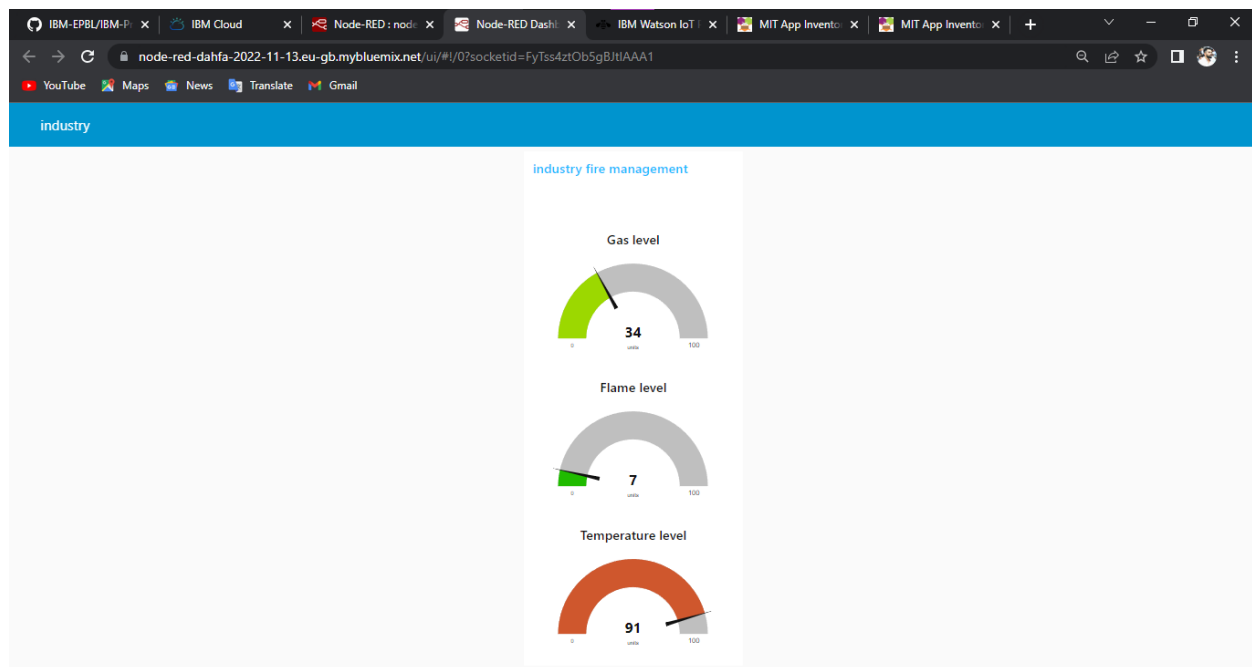 IBM-EPBL/IBM-Pr
IBM Cloud
Node-RED : node
Node-RED Dashb
IBM Watson IoT
MIT App Invento
MIT App Invento
node-red-dahfa-2022-11-13.eu-gb.mybluemix.net/ui/#!/0?socketid=FyTss4ztOb5gBJtIAAA1
YouTube
Maps
News
Translate
Gmail
industry
industry fire management
Gas level
34
0
units
100
Flame level
7
0
units
100
Temperature level
91
0
units
100